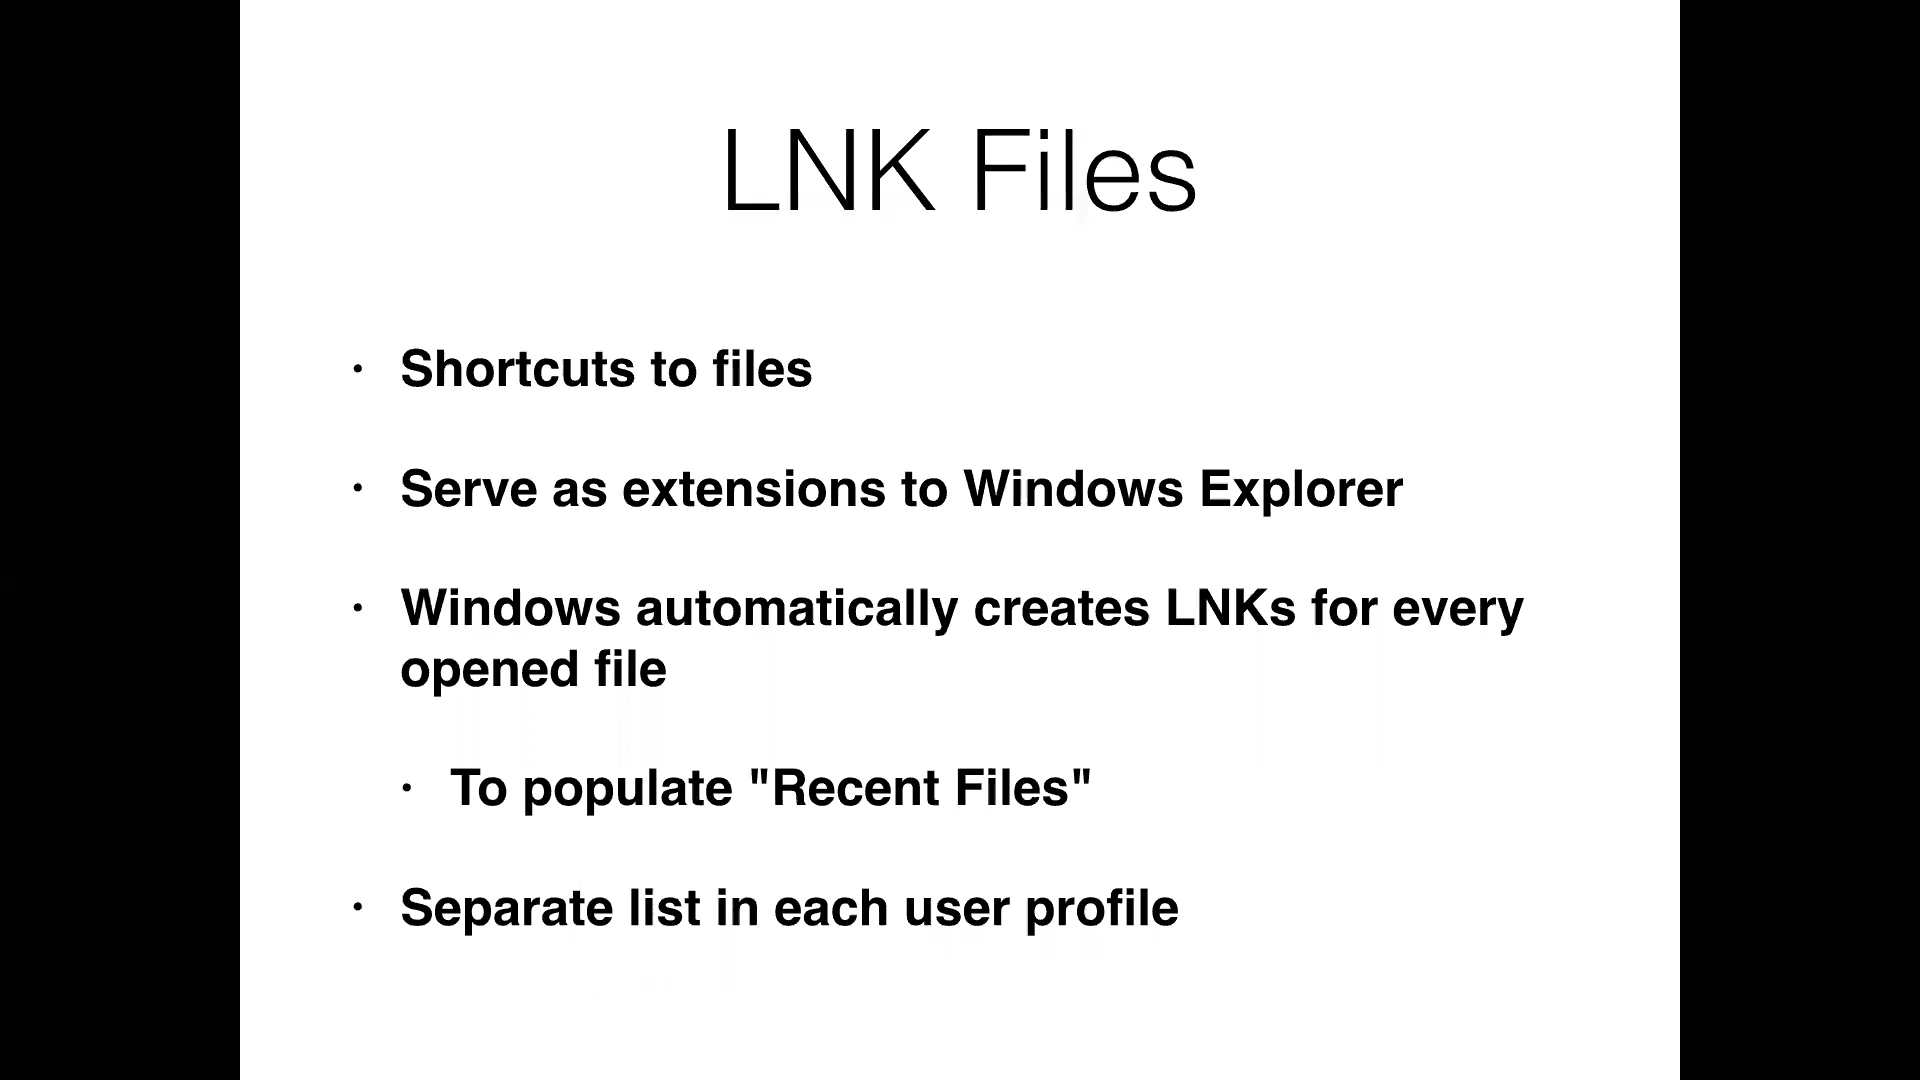 LNK Files
• Shortcuts to files
• Serve as extensions to Windows Explorer
• Windows automatically creates LNKs for every
opened file
• To populate "Recent Files"
• Separate list in each user profile